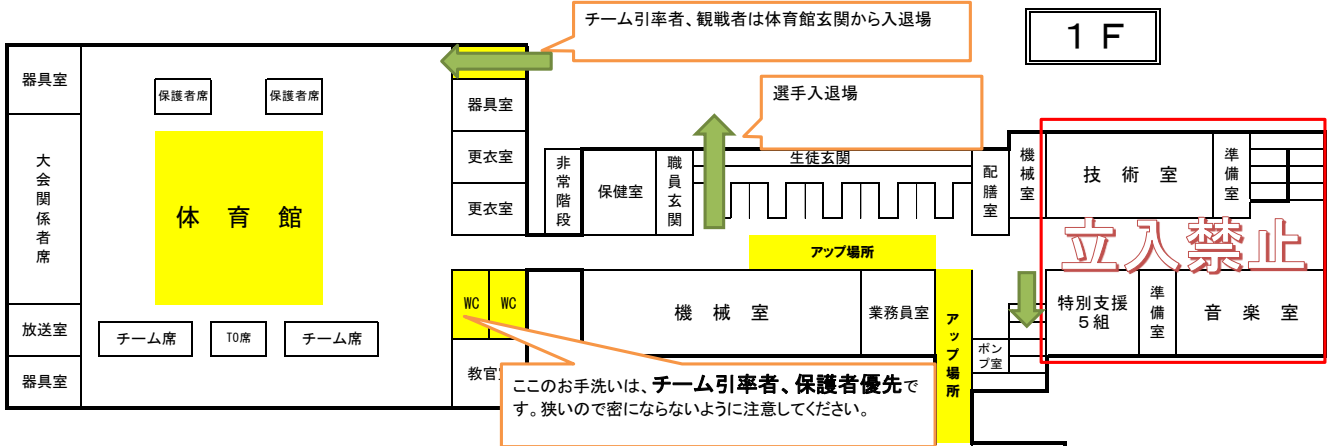 チーム引率者、観戦者は体育館玄関から入退場
1F
選手入退場
器具室
保護者席
保護者席
器具室
大会関係者席
体育館
更衣室
更衣室
非常階段
保健室
職員玄関
生徒玄関
配膳室
機械室
技術室
準備室
立入禁止
アップ場所
WC
WC
機械室
業務員室
アップ場所
特別支援
5組
準備室
音楽室
放送室
チーム席
TO席
チーム席
ポンプ室
器具室
教官
ここのお手洗いは、チーム引率者、保護者優先で
す。狭いので密にならないように注意してください。